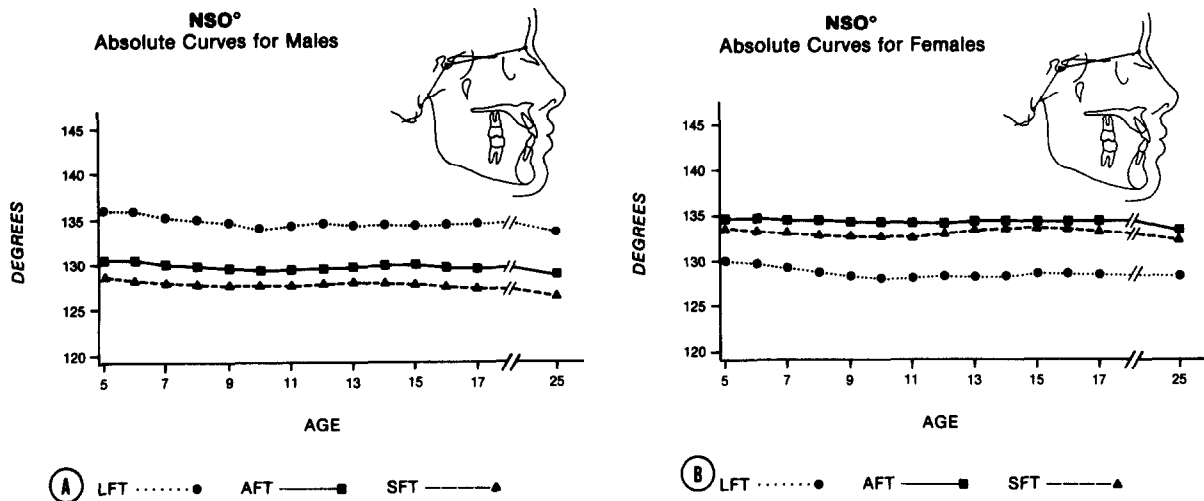 NSO°
Absolute Curves for Males
DEGREES
145
140
135
130
125
120
5 7 9 11 13 15 17 25
AGE
A LFT AFT SFT
NSO°
Absolute Curves for Females
DEGREES
145
140
135
130
125
120
5 7 9 11 13 15 17 25
AGE
B LFT AFT SFT